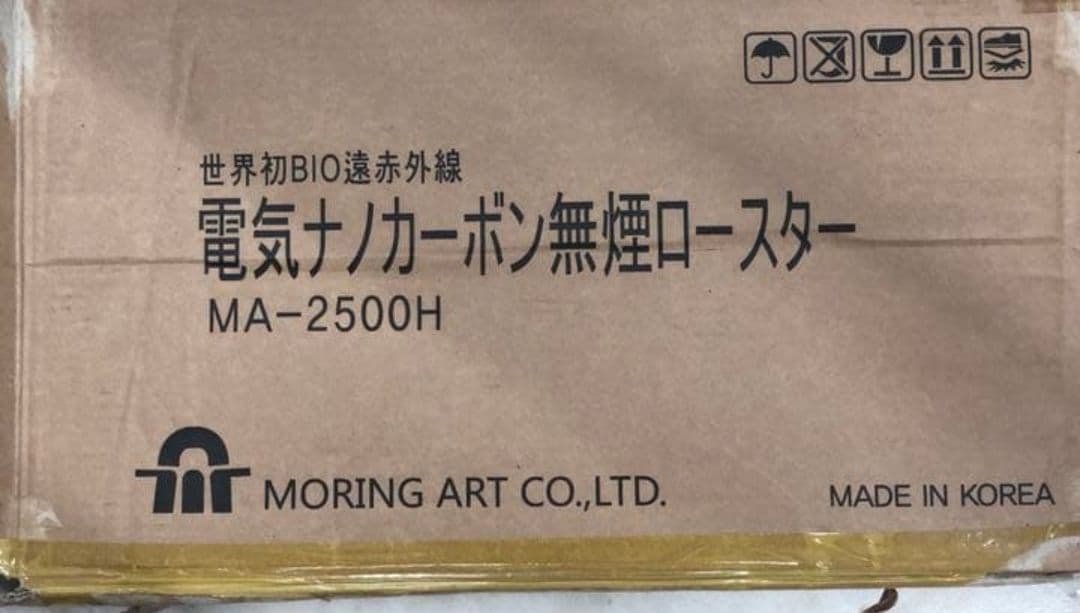 世界初BIO遠赤外線
電気ナノカーボン無煙ロースター
MA-2500H
MORING ART CO.,LTD.
MADE IN KOREA